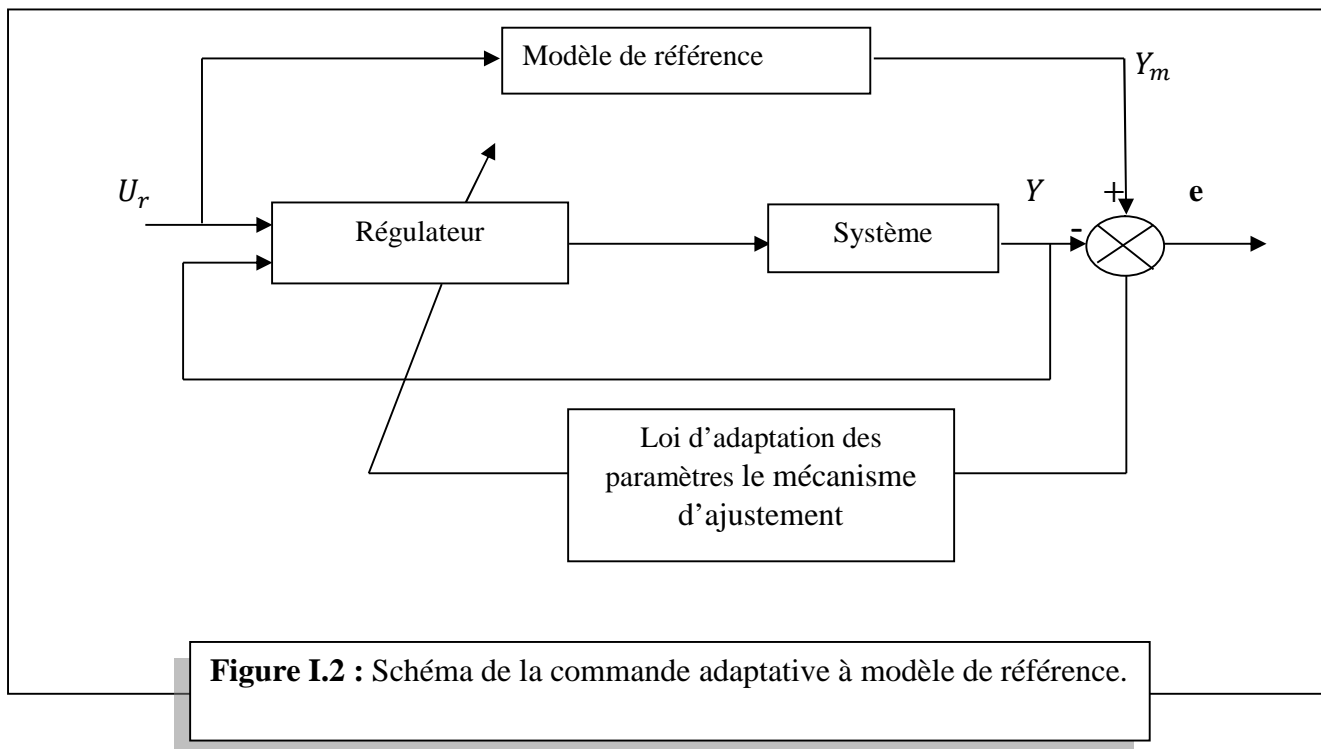 Modèle de référence
Y_m
U_r
Y
+
e
-
Régulateur
Système
Loi d’adaptation des
paramètres le mécanisme
d’ajustement
Figure I.2 : Schéma de la commande adaptative à modèle de référence.